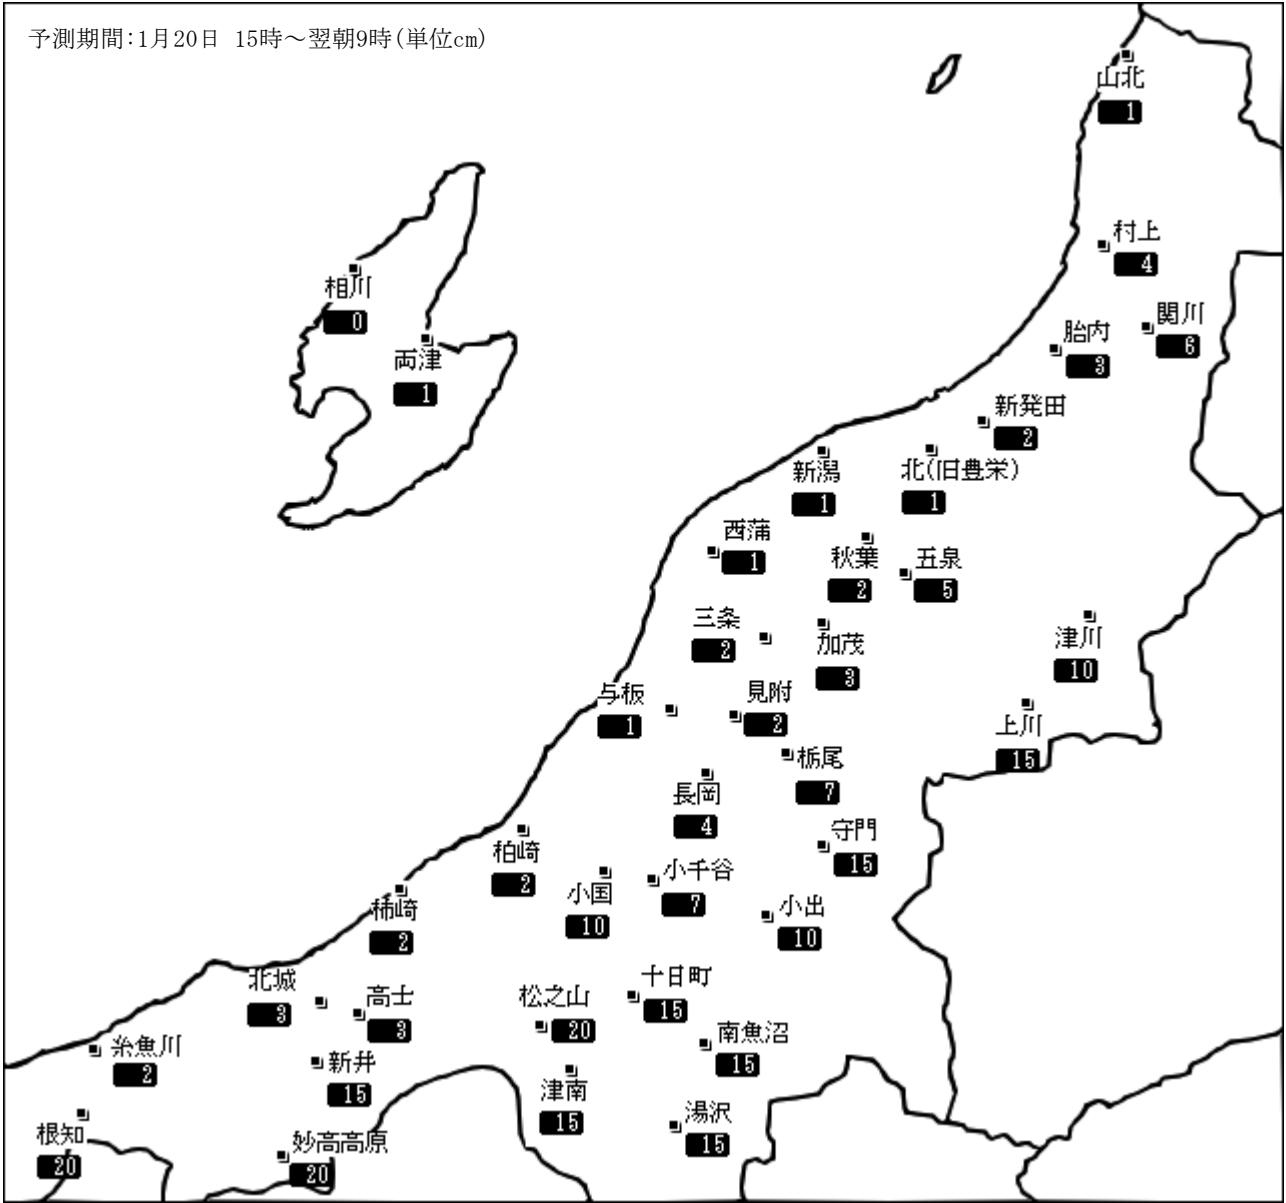 予測期間:1月20日 15時～翌朝9時(単位cm)
山北
1
村上
4
相川
0
関川
6
胎内
3
両津
1
新発田
2
新潟
1
北(旧豊栄)
1
西蒲
1
秋葉
2
五泉
5
三条
2
加茂
3
津川
10
与板
1
見附
2
上川
15
栃尾
7
長岡
4
守門
15
柏崎
2
小国
10
小千谷
7
小出
10
柿崎
2
北城
3
高士
3
松之山
20
十日町
15
南魚沼
15
糸魚川
2
新井
15
津南
15
湯沢
15
根知
20
妙高高原
20